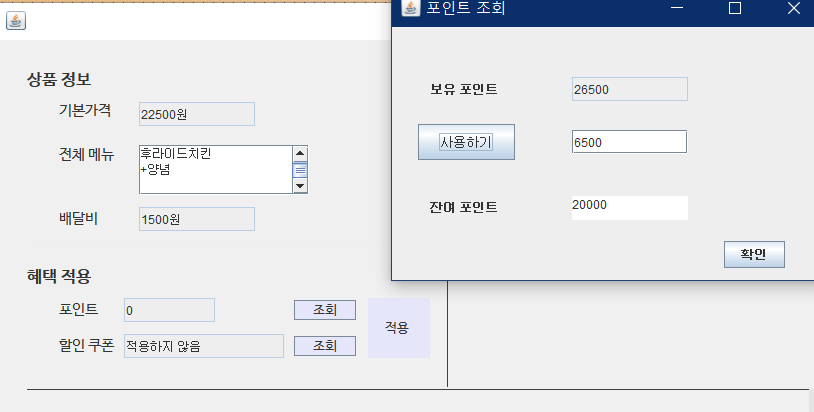 포인트 조회
보유 포인트
26500
사용하기
6500
잔여 포인트
20000
확인
상품 정보
기본가격
22500원
전체 메뉴
후라이드치킨
+양념
배달비
1500원
혜택 적용
포인트
0
조회
적용
할인 쿠폰
적용하지 않음
조회